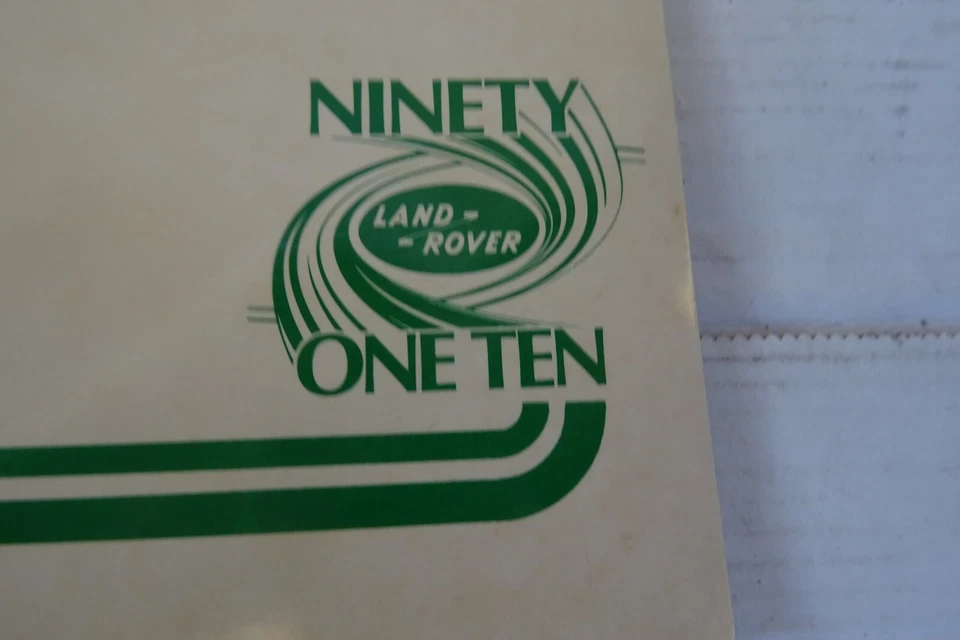 NINETY
LAND -
- ROVER
ONE TEN